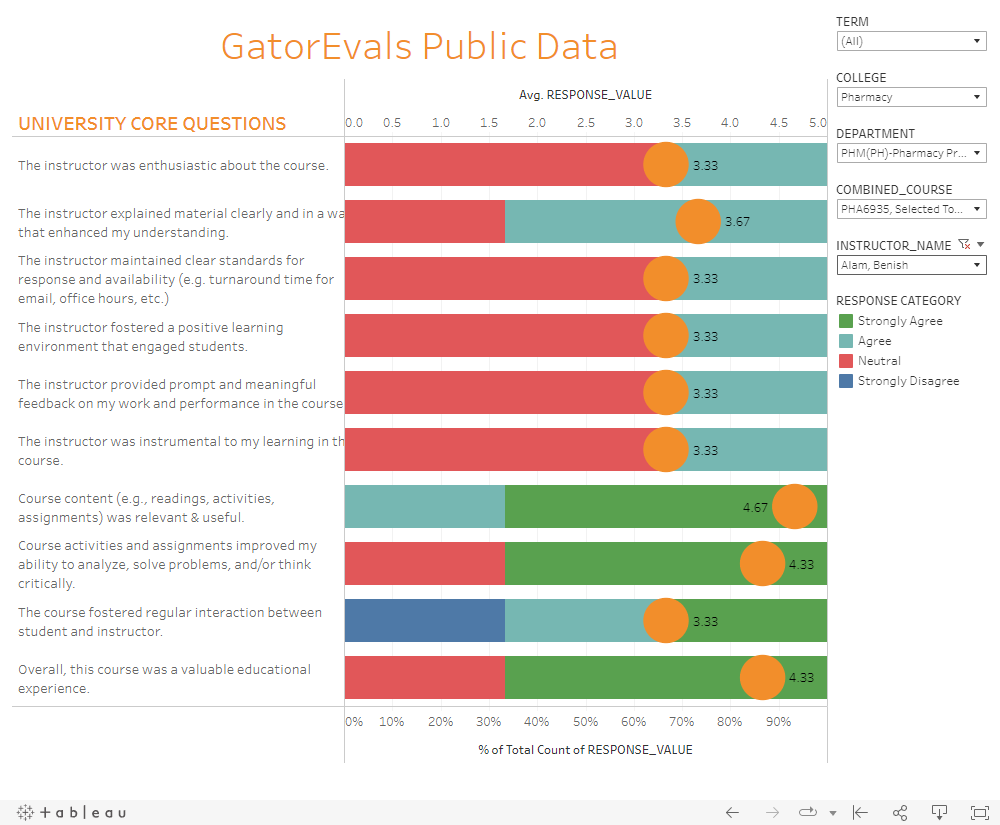 GatorEvals Public Data
Avg. RESPONSE_VALUE
UNIVERSITY CORE QUESTIONS
0.0 0.5 1.0 1.5 2.0 2.5 3.0 3.5 4.0 4.5 5.0
The instructor was enthusiastic about the course.
3.33
The instructor explained material clearly and in a wa
that enhanced my understanding.
3.67
The instructor maintained clear standards for
response and availability (e.g. turnaround time for
email, office hours, etc.)
3.33
The instructor fostered a positive learning
environment that engaged students.
3.33
The instructor provided prompt and meaningful
feedback on my work and performance in the course
3.33
The instructor was instrumental to my learning in th
course.
3.33
Course content (e.g., readings, activities,
assignments) was relevant & useful.
4.67
Course activities and assignments improved my
ability to analyze, solve problems, and/or think
critically.
4.33
The course fostered regular interaction between
student and instructor.
3.33
Overall, this course was a valuable educational
experience.
4.33
0% 10% 20% 30% 40% 50% 60% 70% 80% 90%
% of Total Count of RESPONSE_VALUE
TERM
(All)
COLLEGE
Pharmacy
DEPARTMENT
PHM(PH)-Pharmacy Pr...
COMBINED_COURSE
PHA6935, Selected To...
INSTRUCTOR_NAME
Alam, Benish
RESPONSE CATEGORY
Strongly Agree
Agree
Neutral
Strongly Disagree
+ableau